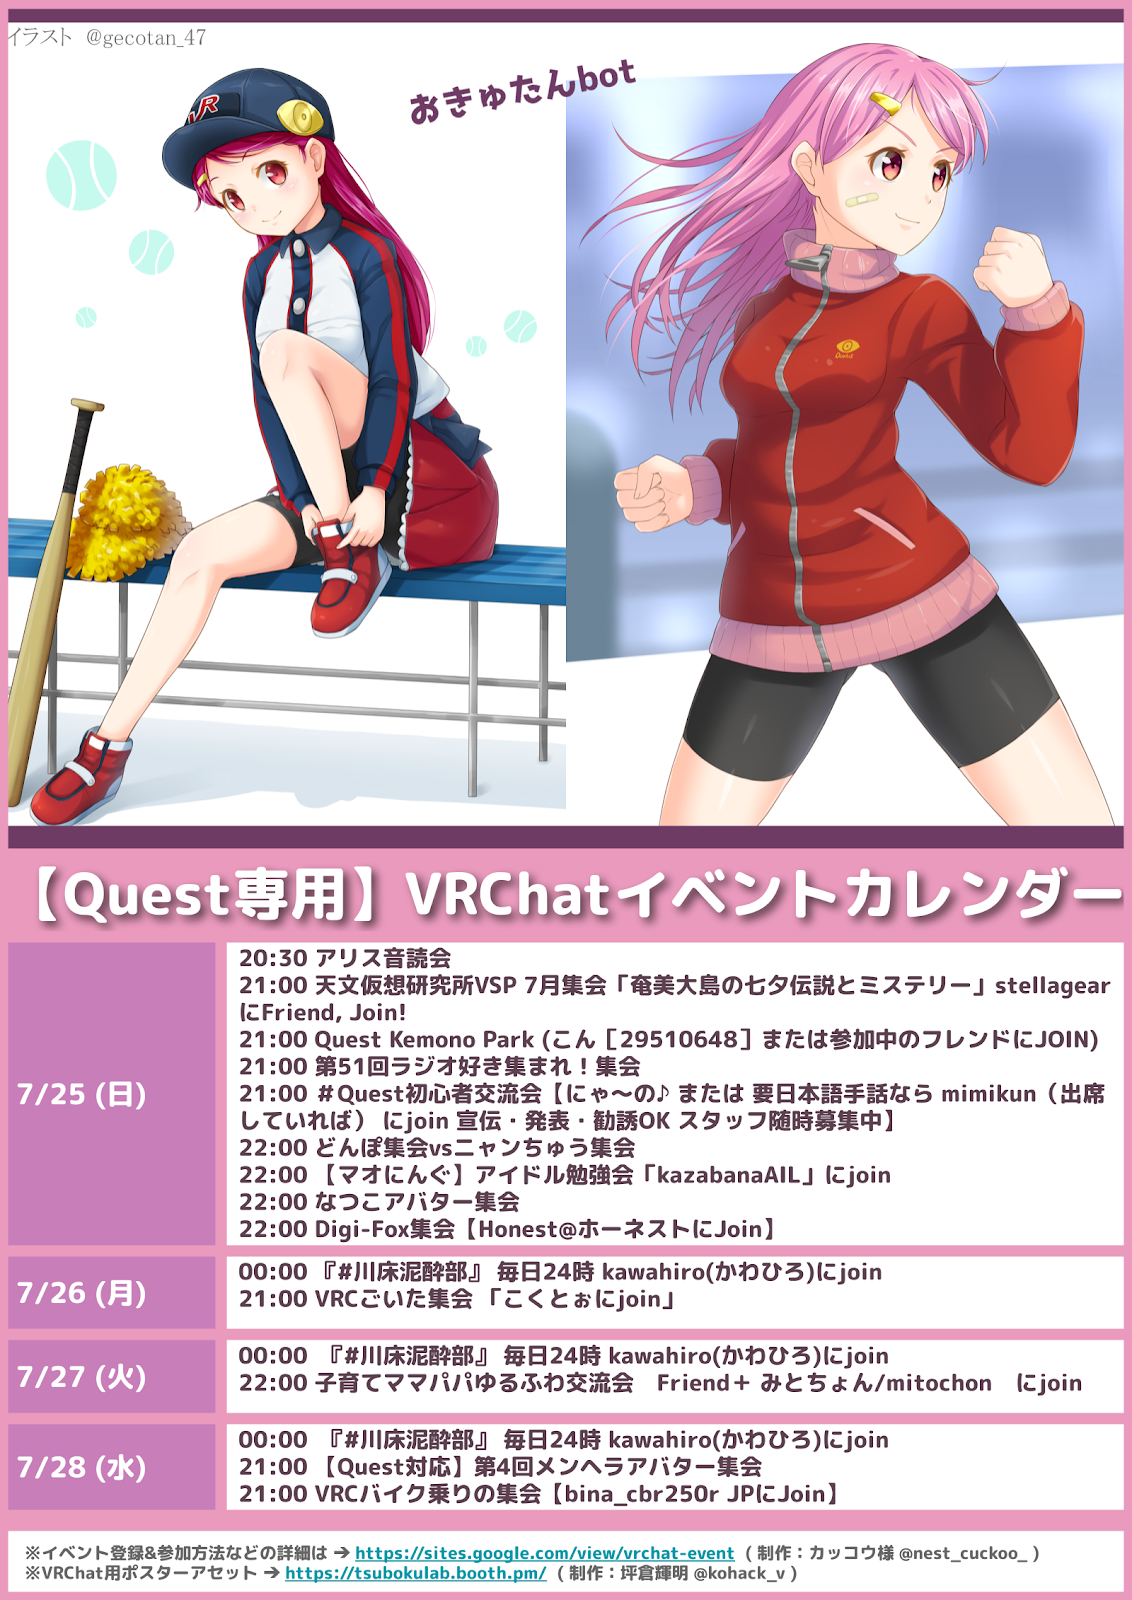 イラスト @gecotan_47
おきゅたんbot
VR
Quest
【Quest専用】VRChatイベントカレンダー
7/25 (日)
20:30 アリス音読会
21:00 天文仮想研究所VSP 7月集会「奄美大島の七夕伝説とミステリー」stellagear
にFriend, Join!
21:00 Quest Kemono Park (こん［29510648］または参加中のフレンドにJOIN)
21:00 第51回ラジオ好き集まれ！集会
21:00 ＃Quest初心者交流会【にゃ〜の♪ または 要日本語手話なら mimikun（出席
していれば） にjoin 宣伝・発表・勧誘OK スタッフ随時募集中】
22:00 どんぽ集会vsニャンちゅう集会
22:00 【マオにんぐ】アイドル勉強会「kazabanaAIL」にjoin
22:00 なつこアバター集会
22:00 Digi-Fox集会【Honest@ホーネストにJoin】
7/26 (月)
00:00 『#川床泥酔部』 毎日24時 kawahiro(かわひろ)にjoin
21:00 VRCごいた集会 「こくとぉにjoin」
7/27 (火)
00:00 『#川床泥酔部』 毎日24時 kawahiro(かわひろ)にjoin
22:00 子育てママパパゆるふわ交流会　Friend＋ みとちょん/mitochon　にjoin
7/28 (水)
00:00 『#川床泥酔部』 毎日24時 kawahiro(かわひろ)にjoin
21:00 【Quest対応】第4回メンヘラアバター集会
21:00 VRCバイク乗りの集会【bina_cbr250r JPにJoin】
※イベント登録&参加方法などの詳細は ➔ https://sites.google.com/view/vrchat-event ( 制作：カッコウ様 @nest_cuckoo_ )
※VRChat用ポスターアセット ➔ https://tsubokulab.booth.pm/ ( 制作：坪倉輝明 @kohack_v )